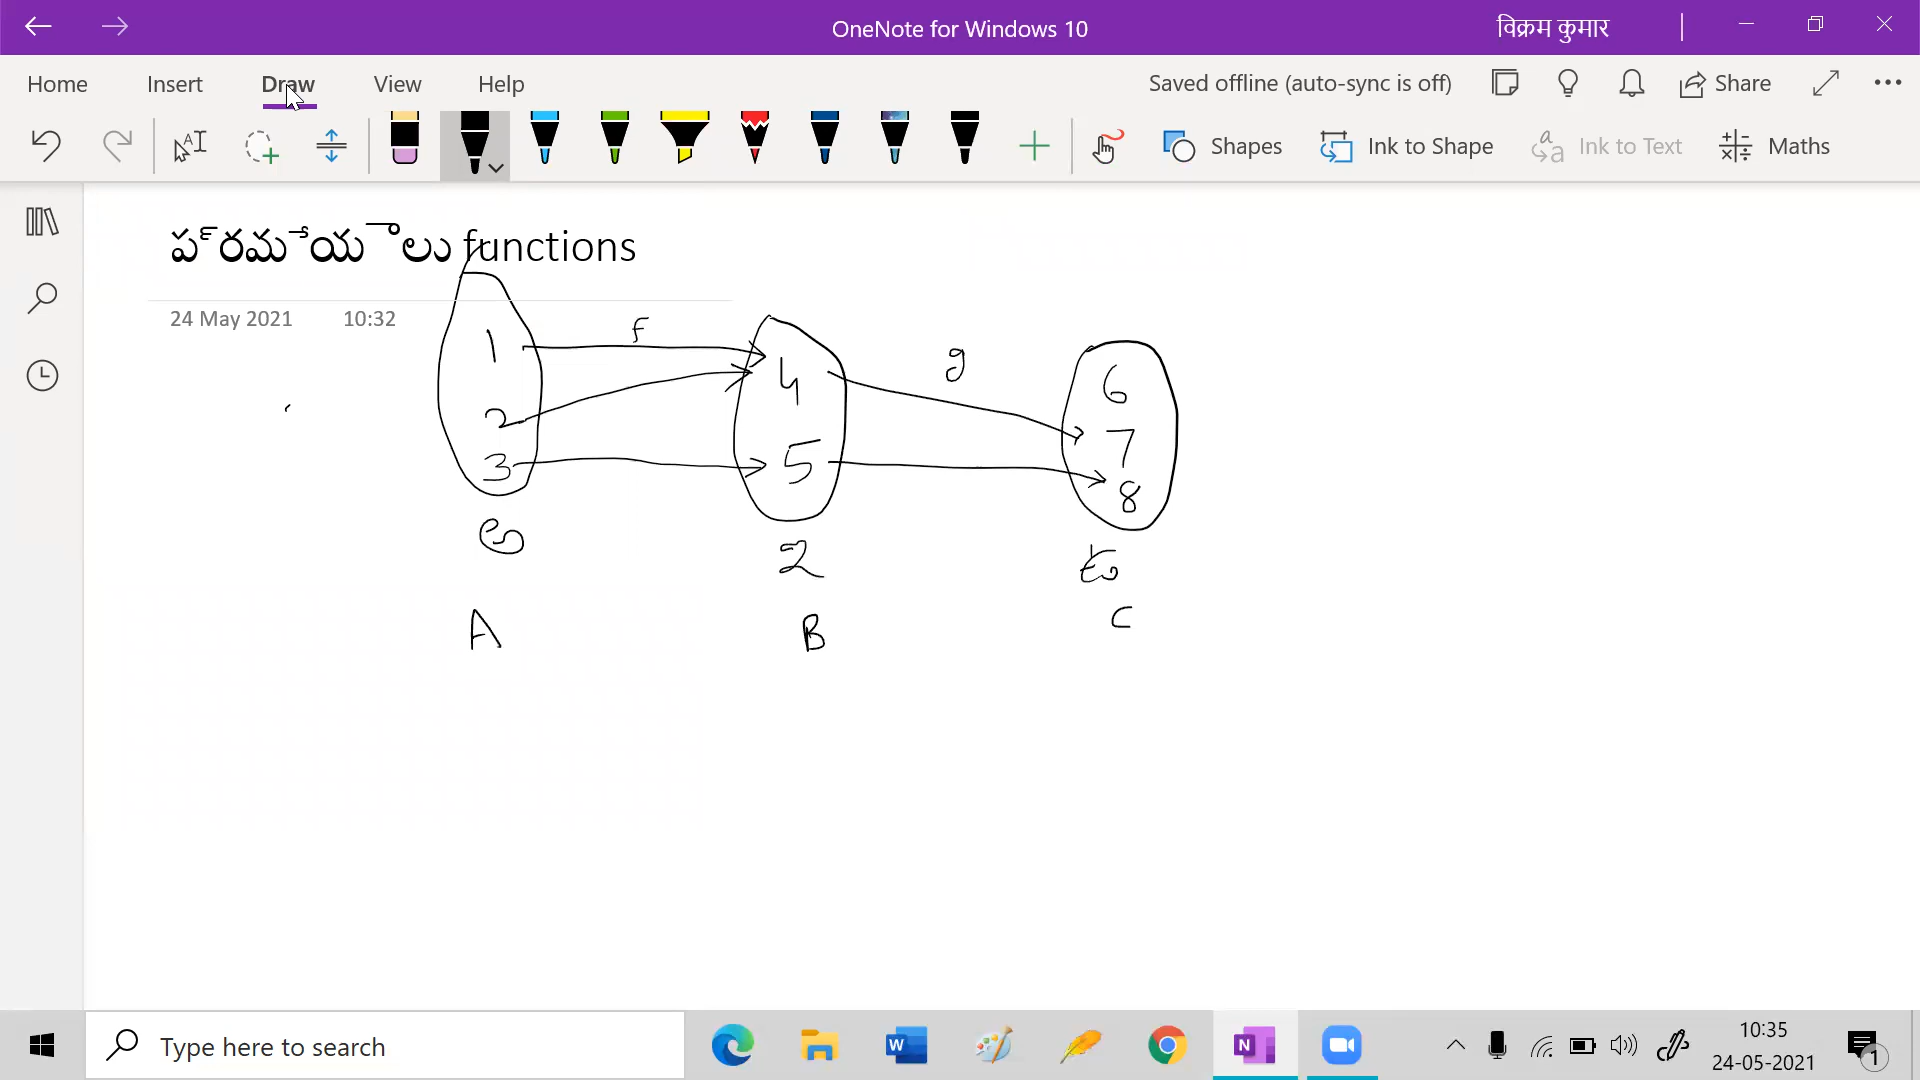 OneNote for Windows 10
विक्रम कुमार
Home Insert Draw View Help
Saved offline (auto-sync is off)
Share
Shapes
Ink to Shape
Ink to Text
Maths
ప్రమేయాలు functions
24 May 2021 10:32
f
g
1
2
3
4
5
6
7
8
అ
A
B
C
Type here to search
10:35
24-05-2021
1